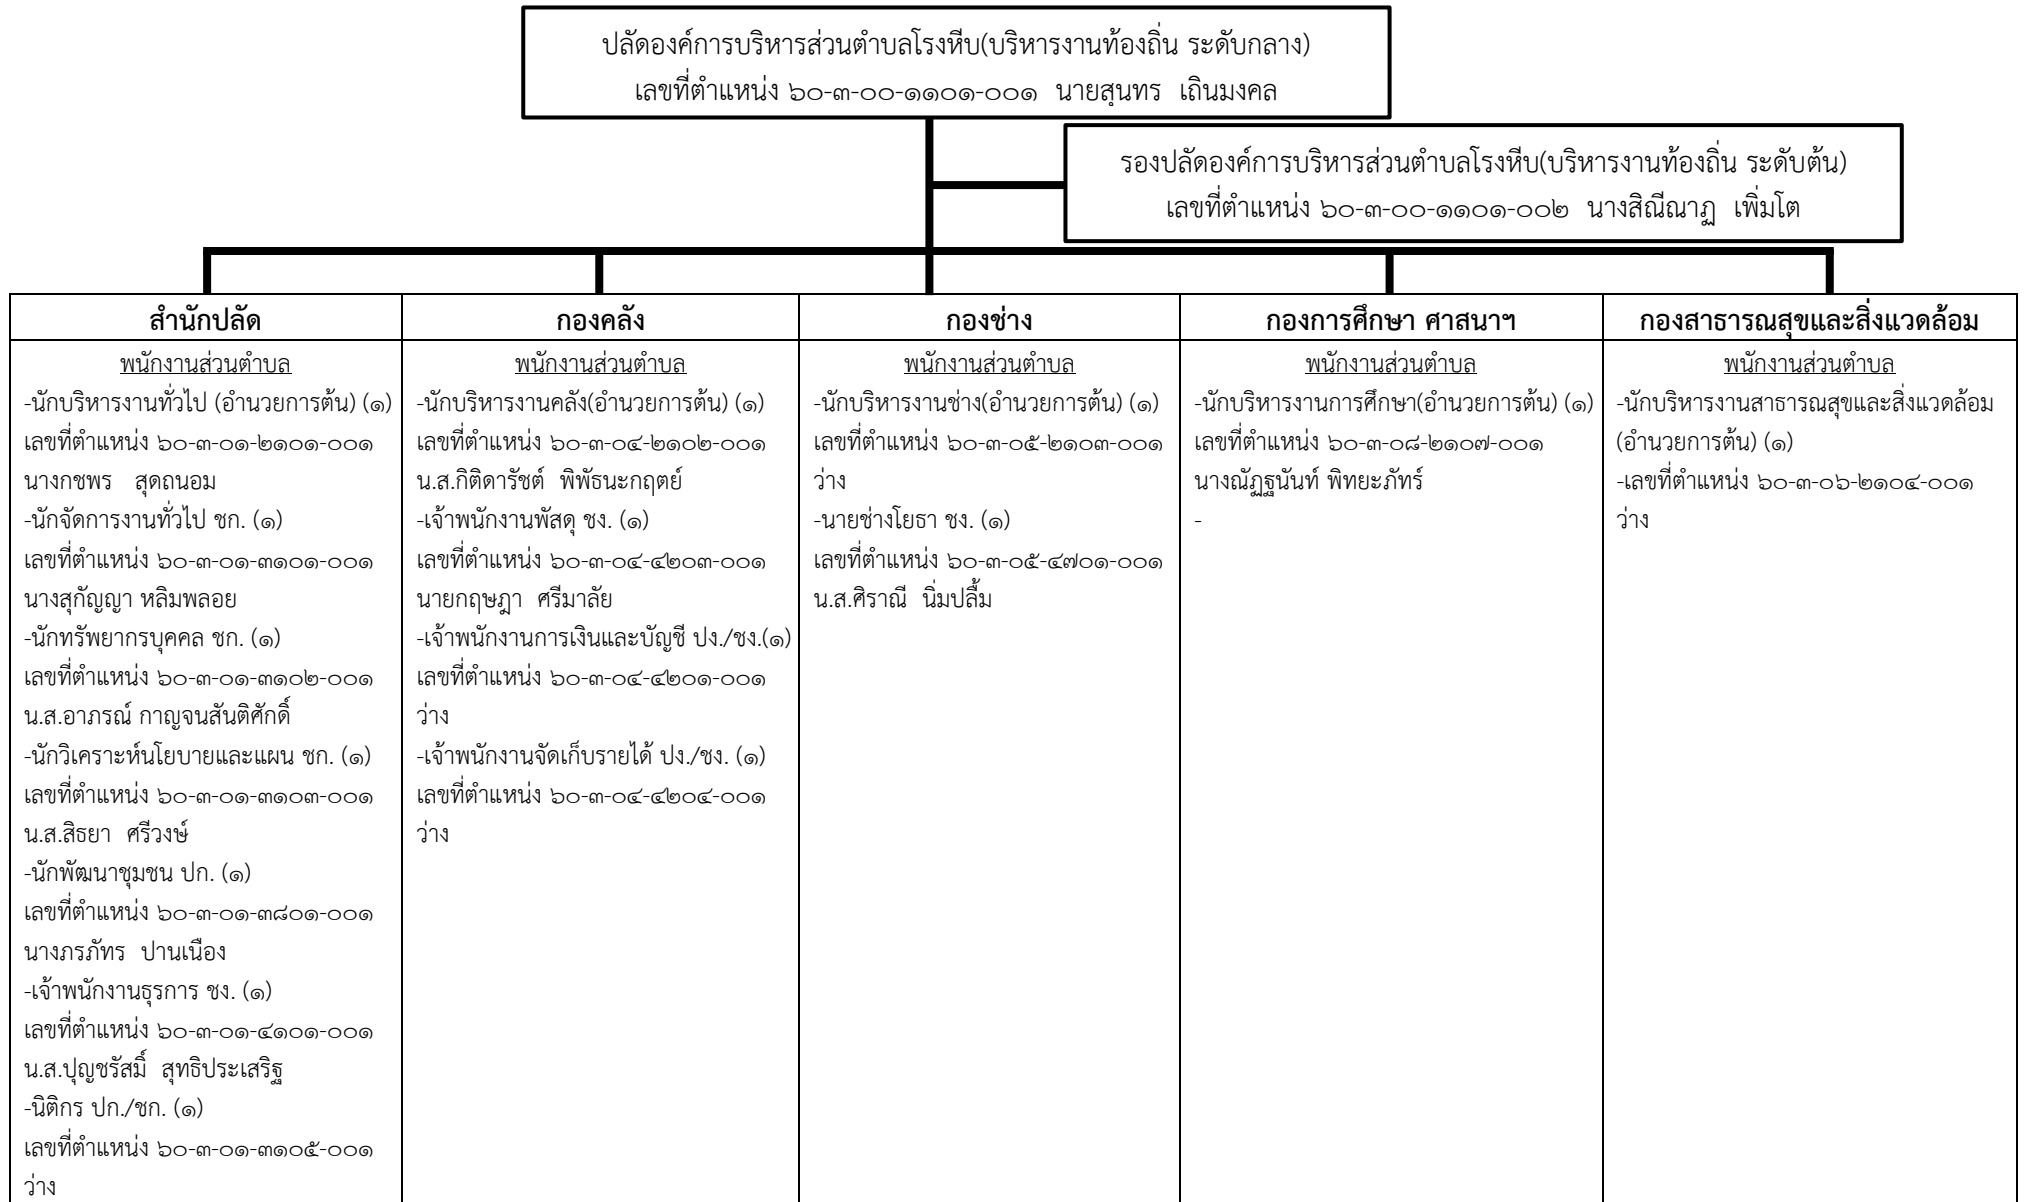 ปลัดองค์การบริหารส่วนตำบลโรงหีบ(บริหารงานท้องถิ่น ระดับกลาง)
เลขที่ตำแหน่ง ๖๐-๓-๐๐-๑๑๐๑-๐๐๑ นายสุนทร เถินมงคล
รองปลัดองค์การบริหารส่วนตำบลโรงหีบ(บริหารงานท้องถิ่น ระดับต้น)
เลขที่ตำแหน่ง ๖๐-๓-๐๐-๑๑๐๑-๐๐๒ นางสิณีณาฏ เพิ่มโต
สำนักปลัด
พนักงานส่วนตำบล
-นักบริหารงานทั่วไป (อำนวยการต้น) (๑)
เลขที่ตำแหน่ง ๖๐-๓-๐๑-๒๑๐๑-๐๐๑
นางกชพร สุดถนอม
-นักจัดการงานทั่วไป ชก. (๑)
เลขที่ตำแหน่ง ๖๐-๓-๐๑-๓๑๐๑-๐๐๑
นางสุกัญญา หลิมพลอย
-นักทรัพยากรบุคคล ชก. (๑)
เลขที่ตำแหน่ง ๖๐-๓-๐๑-๓๑๐๒-๐๐๑
น.ส.อาภรณ์ กาญจนสันติศักดิ์
-นักวิเคราะห์นโยบายและแผน ชก. (๑)
เลขที่ตำแหน่ง ๖๐-๓-๐๑-๓๑๐๓-๐๐๑
น.ส.สิธยา ศรีวงษ์
-นักพัฒนาชุมชน ปก. (๑)
เลขที่ตำแหน่ง ๖๐-๓-๐๑-๓๘๐๑-๐๐๑
นางภรภัทร ปานเนือง
-เจ้าพนักงานธุรการ ชง. (๑)
เลขที่ตำแหน่ง ๖๐-๓-๐๑-๔๑๐๑-๐๐๑
น.ส.ปุญชรัสมิ์ สุทธิประเสริฐ
-นิติกร ปก./ชก. (๑)
เลขที่ตำแหน่ง ๖๐-๓-๐๑-๓๑๐๕-๐๐๑
ว่าง
กองคลัง
พนักงานส่วนตำบล
-นักบริหารงานคลัง(อำนวยการต้น) (๑)
เลขที่ตำแหน่ง ๖๐-๓-๐๔-๒๑๐๒-๐๐๑
น.ส.กิติดารัชต์ พิพัธนะกฤตย์
-เจ้าพนักงานพัสดุ ชง. (๑)
เลขที่ตำแหน่ง ๖๐-๓-๐๔-๔๒๐๓-๐๐๑
นายกฤษฎา ศรีมาลัย
-เจ้าพนักงานการเงินและบัญชี ปง./ชง.(๑)
เลขที่ตำแหน่ง ๖๐-๓-๐๔-๔๒๐๑-๐๐๑
ว่าง
-เจ้าพนักงานจัดเก็บรายได้ ปง./ชง. (๑)
เลขที่ตำแหน่ง ๖๐-๓-๐๔-๔๒๐๔-๐๐๑
ว่าง
กองช่าง
พนักงานส่วนตำบล
-นักบริหารงานช่าง(อำนวยการต้น) (๑)
เลขที่ตำแหน่ง ๖๐-๓-๐๕-๒๑๐๓-๐๐๑
ว่าง
-นายช่างโยธา ชง. (๑)
เลขที่ตำแหน่ง ๖๐-๓-๐๕-๔๗๐๑-๐๐๑
น.ส.ศิราณี นิ่มปลื้ม
กองการศึกษา ศาสนาฯ
พนักงานส่วนตำบล
-นักบริหารงานการศึกษา(อำนวยการต้น) (๑)
เลขที่ตำแหน่ง ๖๐-๓-๐๘-๒๑๐๗-๐๐๑
นางณัฏฐนันท์ พิทยะภัทร์
-
กองสาธารณสุขและสิ่งแวดล้อม
พนักงานส่วนตำบล
-นักบริหารงานสาธารณสุขและสิ่งแวดล้อม
(อำนวยการต้น) (๑)
-เลขที่ตำแหน่ง ๖๐-๓-๐๖-๒๑๐๔-๐๐๑
ว่าง